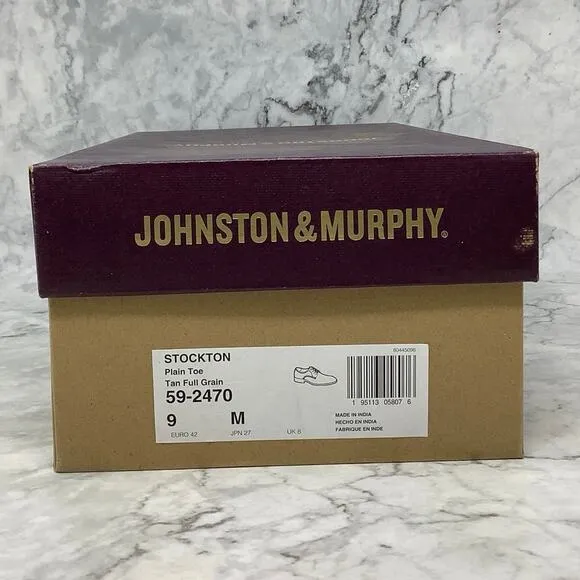 JOHNSTON & MURPHY®
STOCKTON
Plain Toe
Tan Full Grain
59-2470
9 M
EURO 42 JPN 27 UK 8
80445096
1 95113 05807 6
MADE IN INDIA
HECHO EN INDIA
FABRIQUE EN INDE